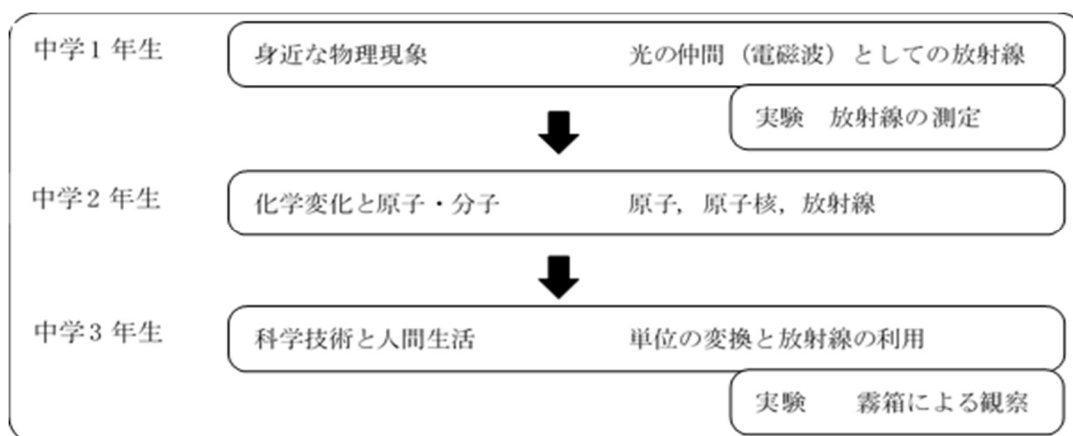 中学1 年生 身近な物理現象 光の仲間（電磁波）としての放射線
実験 放射線の測定
中学2 年生 化学変化と原子・分子 原子，原子核，放射線
中学3 年生 科学技術と人間生活 単位の変換と放射線の利用
実験 霧箱による観察